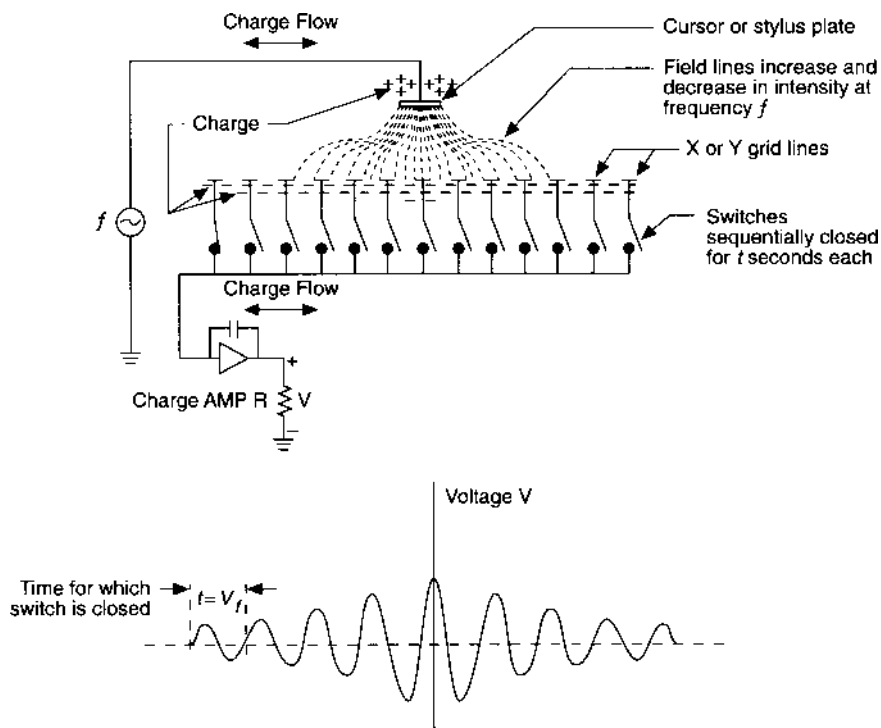 Charge Flow
Cursor or stylus plate
Field lines increase and
decrease in intensity at
frequency f
Charge
X or Y grid lines
f
Switches
sequentially closed
for t seconds each
Charge Flow
+
Charge AMP R V
−
Voltage V
Time for which
switch is closed
t = V_f